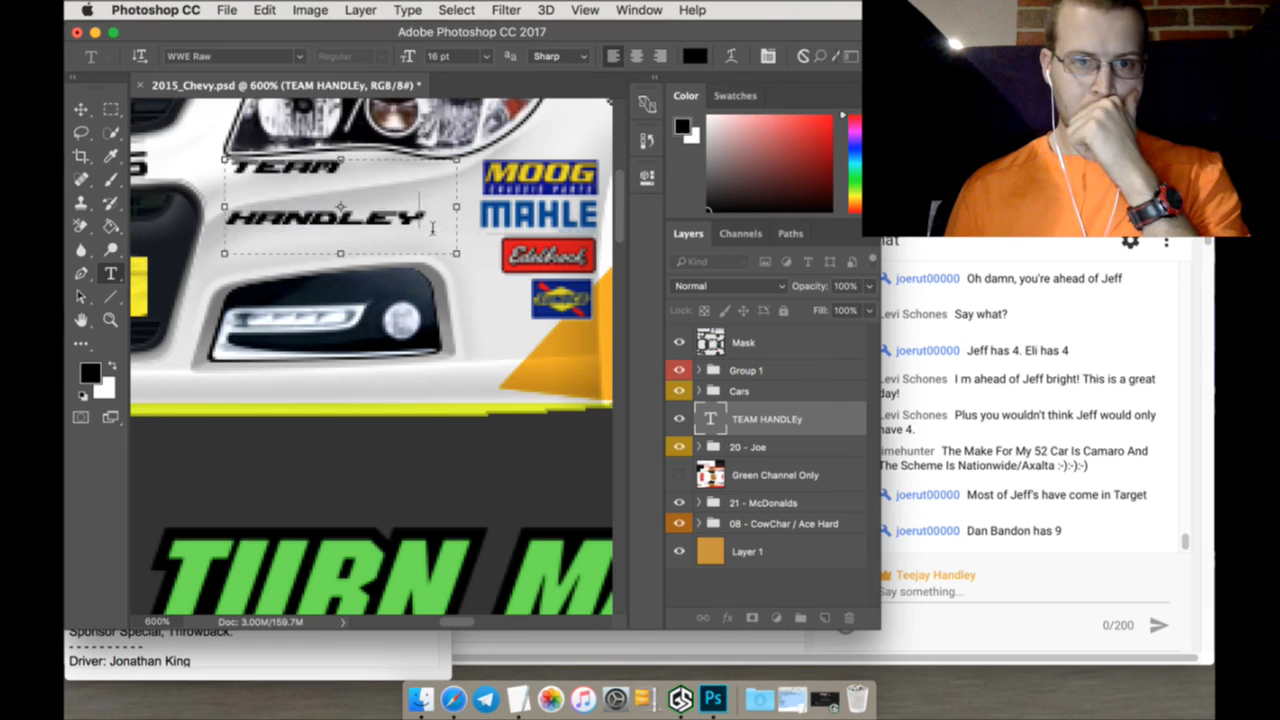 Photoshop CC File Edit Image Layer Type Select Filter 3D View Window Help
Adobe Photoshop CC 2017
T WWE Raw Regular 16 pt Sharp
2015_Chevy.psd @ 600% (TEAM HANDLEy, RGB/8#) *
Color Swatches
TEAM
HANDLEY
MOOG
CHASSIS PARTS
MAHLE
Edelbrock
SUNOCO
TURN
600% Doc: 3.00M/159.7M
Layers Channels Paths
Kind
Normal Opacity: 100%
Lock: Fill: 100%
Mask
Group 1
Cars
TEAM HANDLEy
20 - Joe
Green Channel Only
21 - McDonalds
08 - CowChar / Ace Hard
Layer 1
joerut00000 Oh damn, you're ahead of Jeff
Levi Schones Say what?
joerut00000 Jeff has 4. Eli has 4
Levi Schones I m ahead of Jeff bright! This is a great
day!
Levi Schones Plus you wouldn't think Jeff would only
have 4.
imehunter The Make For My 52 Car Is Camaro And
The Scheme Is Nationwide/Axalta :-):-):-)
joerut00000 Most of Jeff's have come in Target
joerut00000 Dan Bandon has 9
Teejay Handley
Say something...
0/200
Sponsor Special, Throwback.
- - - - - - - - - -
Driver: Jonathan King
Ps